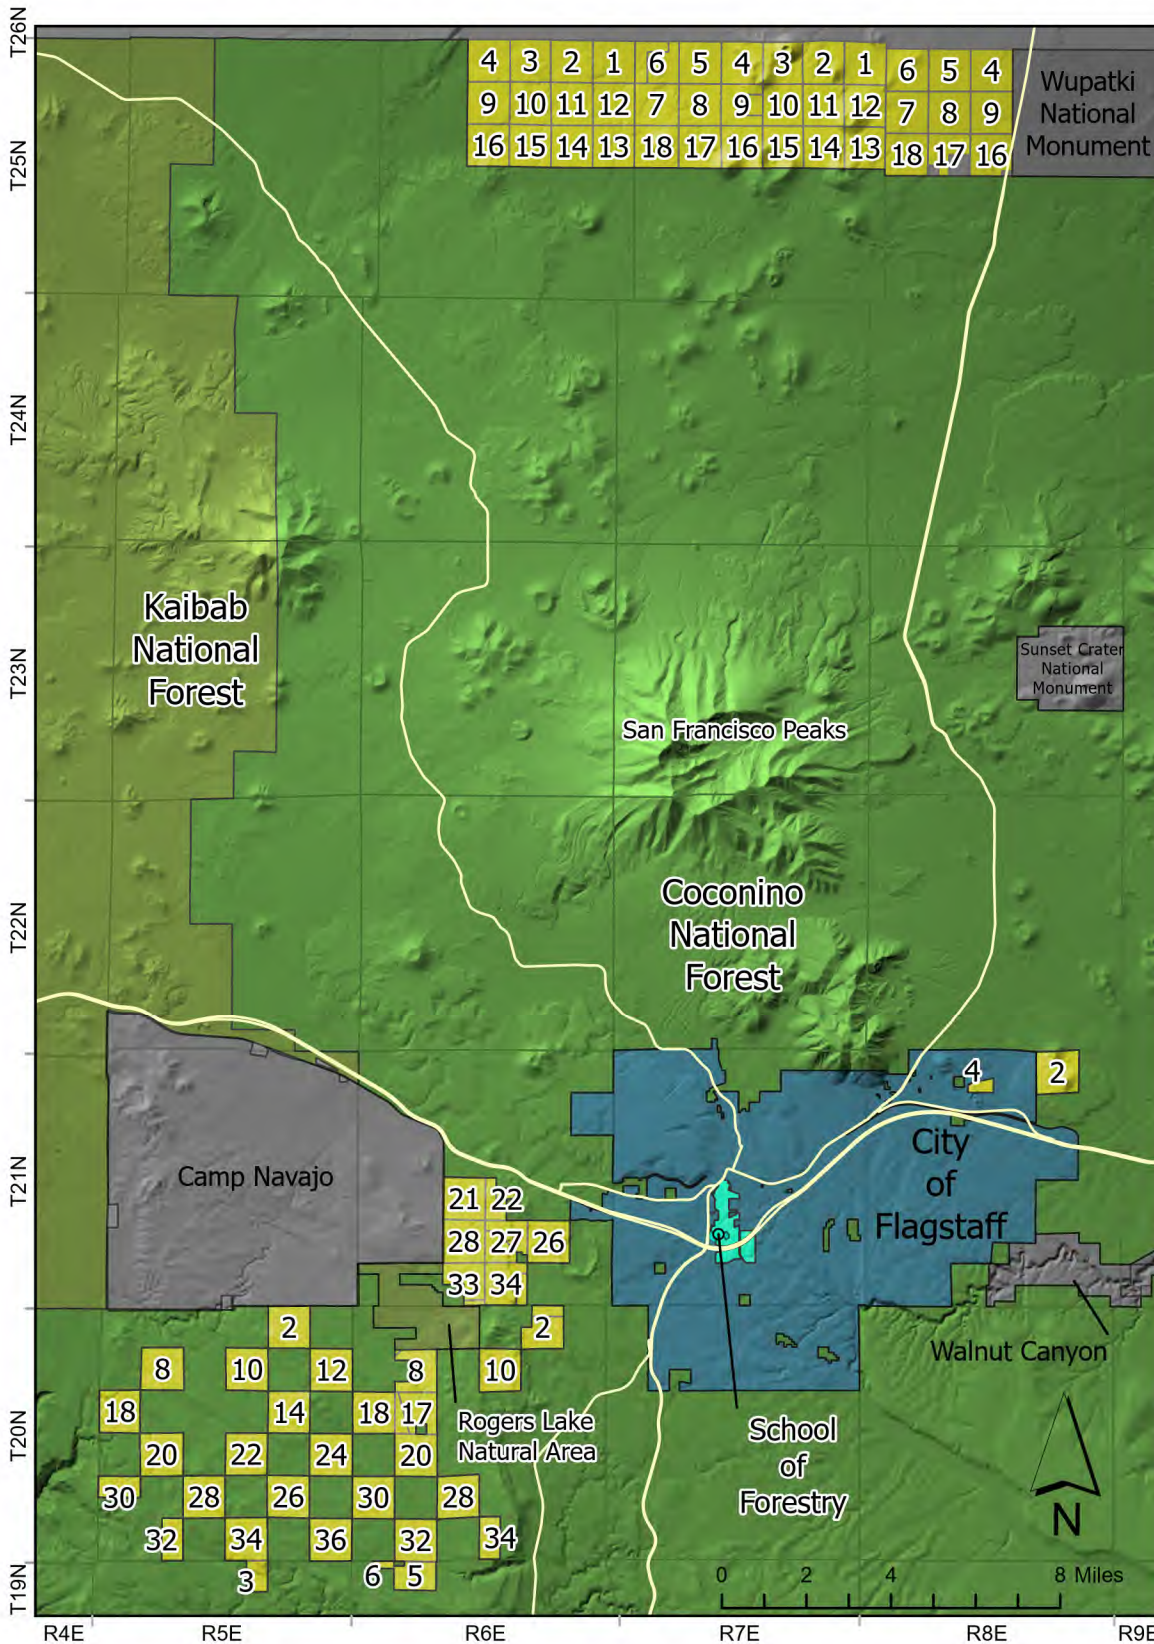 T26N
4 3 2 1 6 5 4 3 2 1 6 5 4
9 10 11 12 7 8 9 10 11 12 7 8 9
16 15 14 13 18 17 16 15 14 13 18 17 16
Wupatki
National
Monument
T25N
T24N
Kaibab
National
Forest
T23N
Sunset Crater
National
Monument
San Francisco Peaks
Coconino
National
Forest
T22N
4 2
City
of
Flagstaff
T21N
Camp Navajo
21 22
28 27 26
33 34
2 2
Walnut Canyon
8 10 12 8 10
18 14 18 17
Rogers Lake
Natural Area
T20N
School
of
Forestry
20 22 24 20
30 28 26 30 28
32 34 36 32 34
N
3 6 5
T19N
0 2 4 8 Miles
R4E R5E R6E R7E R8E R9E